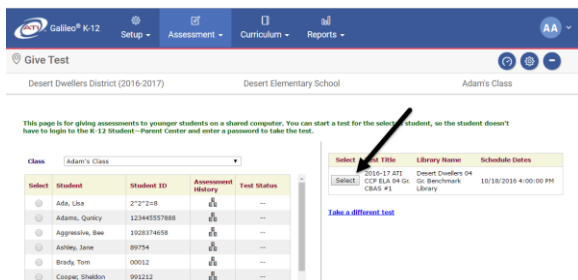 ATI Galileo® K-12
Setup
Assessment
Curriculum
Reports
AA
Give Test
Desert Dwellers District (2016-2017)
Desert Elementary School
Adam's Class
This page is for giving assessments to younger students on a shared computer. You can start a test for the select student, so the student doesn't
have to login to the K-12 Student—Parent Center and enter a password to take the test.
Class
Adam's Class
Select Student Student ID Assessment History Test Status
Ada, Lisa 2^2^2=8 --
Adams, Qunicy 123445557888 --
Aggressive, Bee 1928374658 --
Ashley, Jane 89754 --
Brady, Tom 00012 --
Cooper, Sheldon 991212 --
Select Test Title Library Name Schedule Dates
Select 2016-17 ATI CCP ELA 04 Gr. CBAS #1 Desert Dwellers 04 Gr. Benchmark Library 10/18/2016 4:00:00 PM
Take a different test